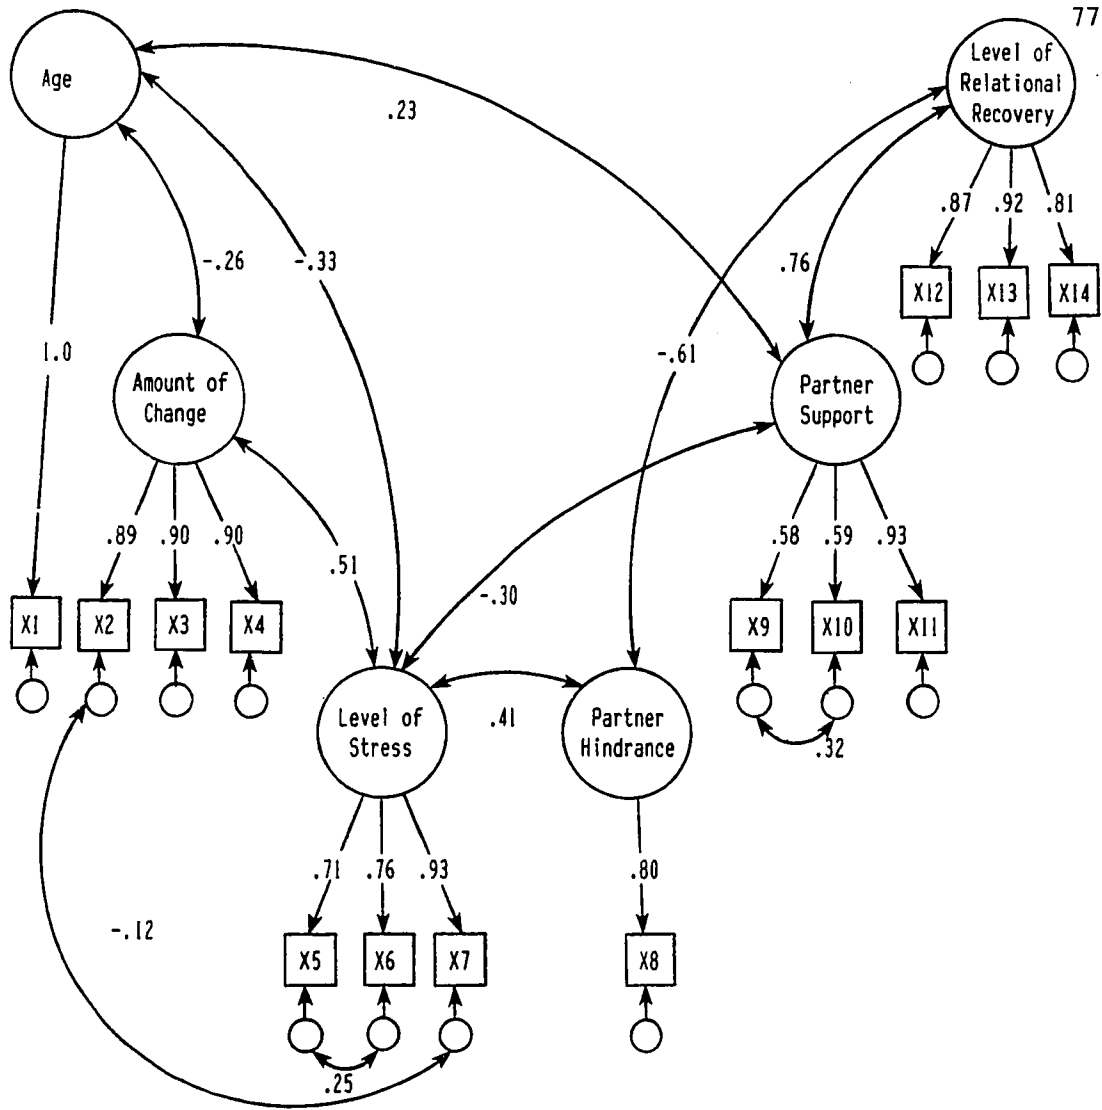 77
Age
Level of
Relational
Recovery
.23
.87 .92 .81
-.26
-.33
.76
X12 X13 X14
1.0
-.61
Amount of
Change
Partner
Support
.89 .90 .90
.51
-.30
.58 .59 .93
X1 X2 X3 X4
X9 X10 X11
Level of
Stress
.41
Partner
Hindrance
.32
.71 .76 .93
.80
-.12
X5 X6 X7
X8
.25